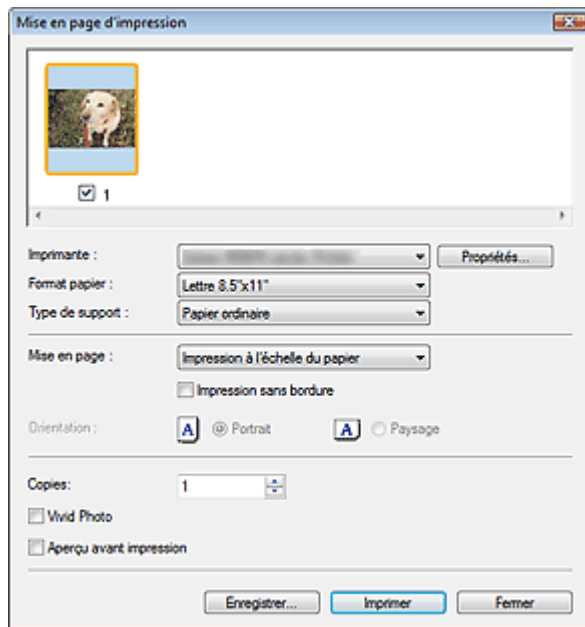 Mise en page d'impression
1
Imprimante :
Propriétés...
Format papier :
Lettre 8.5"x11"
Type de support :
Papier ordinaire
Mise en page :
Impression à l'échelle du papier
Impression sans bordure
Orientation :
A
Portrait
A
Paysage
Copies:
1
Vivid Photo
Aperçu avant impression
Enregistrer...
Imprimer
Fermer